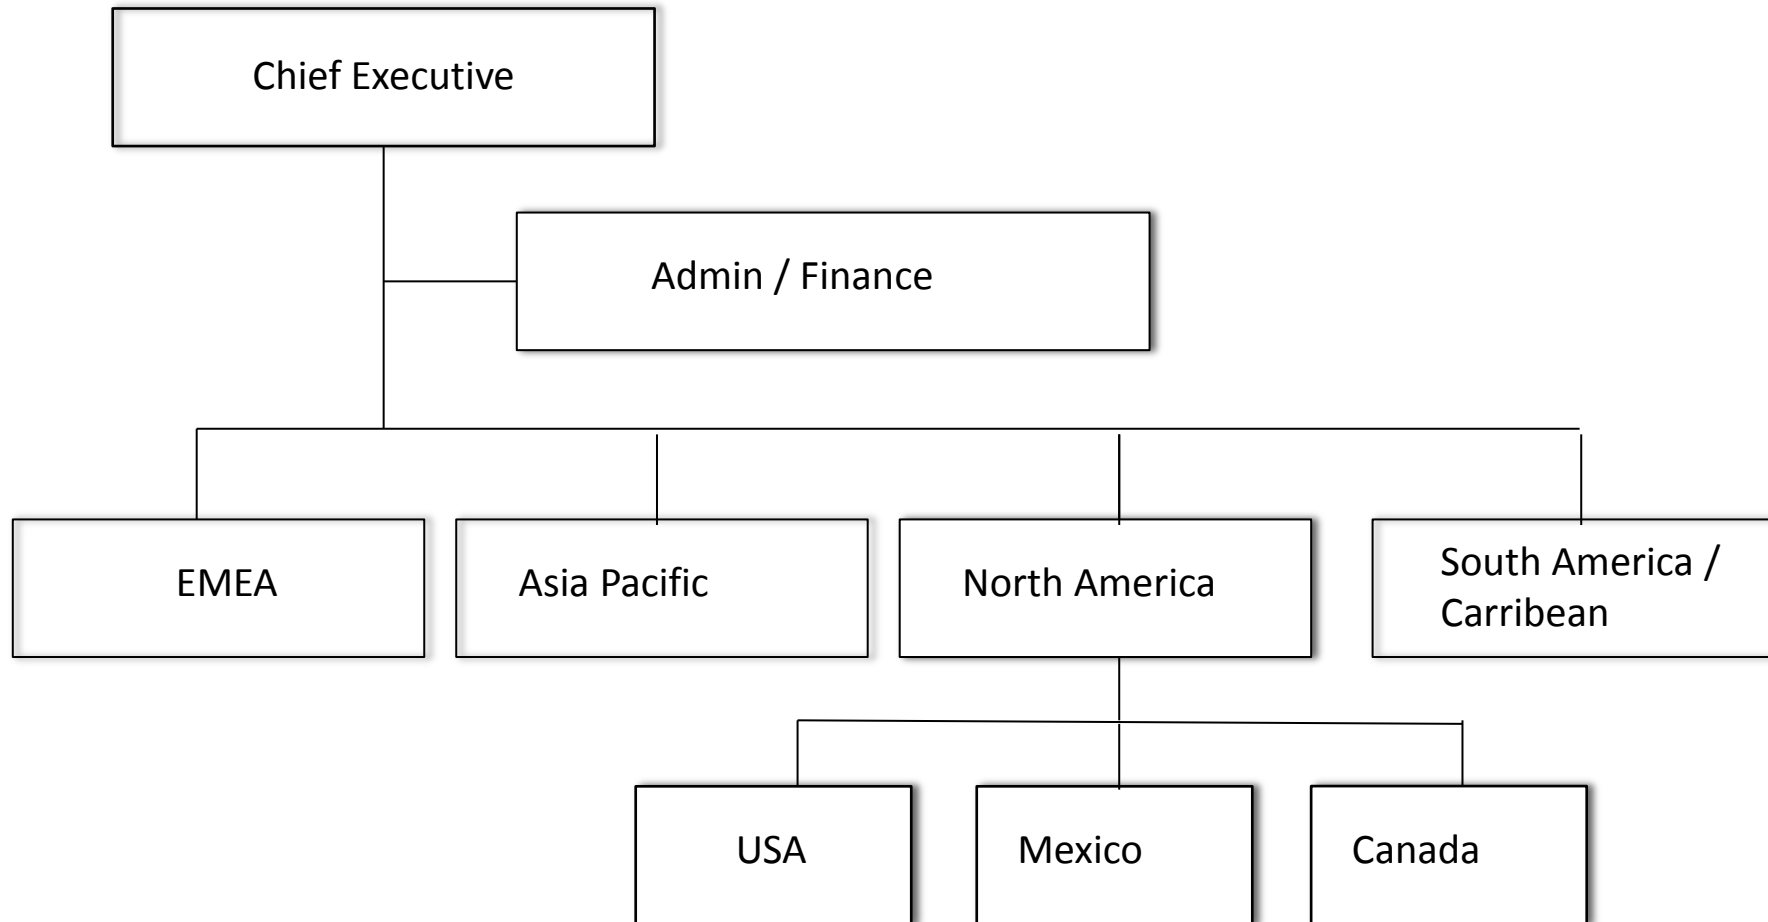 Chief Executive
Admin / Finance
EMEA
Asia Pacific
North America
South America /
Carribean
USA
Mexico
Canada